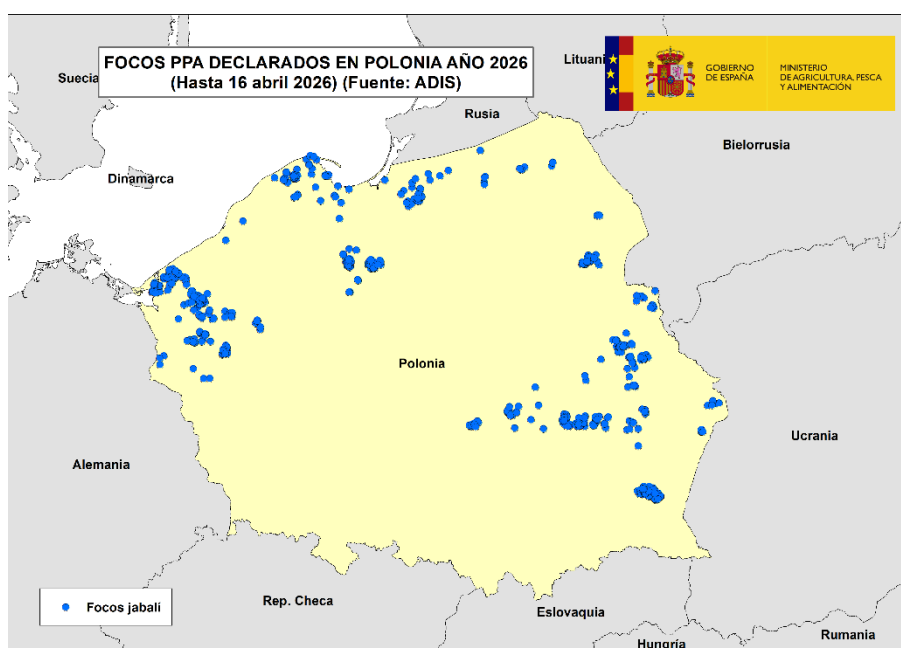 FOCOS PPA DECLARADOS EN POLONIA AÑO 2026
(Hasta 16 abril 2026) (Fuente: ADIS)
GOBIERNO
DE ESPAÑA
MINISTERIO
DE AGRICULTURA, PESCA
Y ALIMENTACIÓN
Suecia
Lituani
Rusia
Bielorrusia
Dinamarca
Polonia
Ucrania
Alemania
Rep. Checa
Eslovaquia
Hungría
Rumania
Focos jabalí